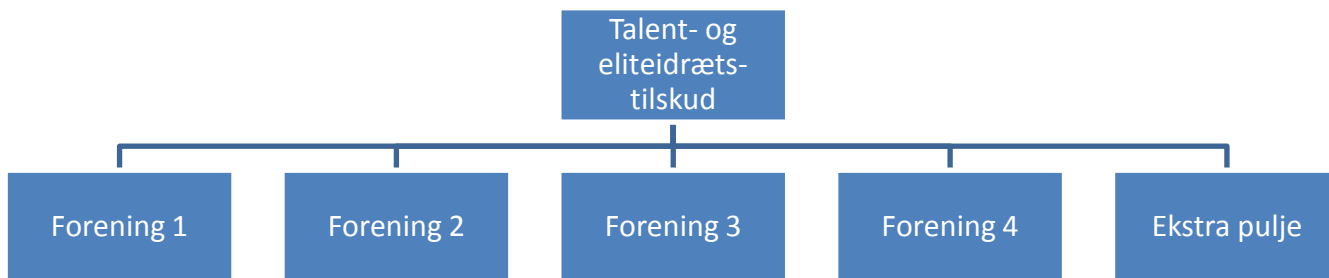 Talent- og
eliteidræts-
tilskud
Forening 1
Forening 2
Forening 3
Forening 4
Ekstra pulje